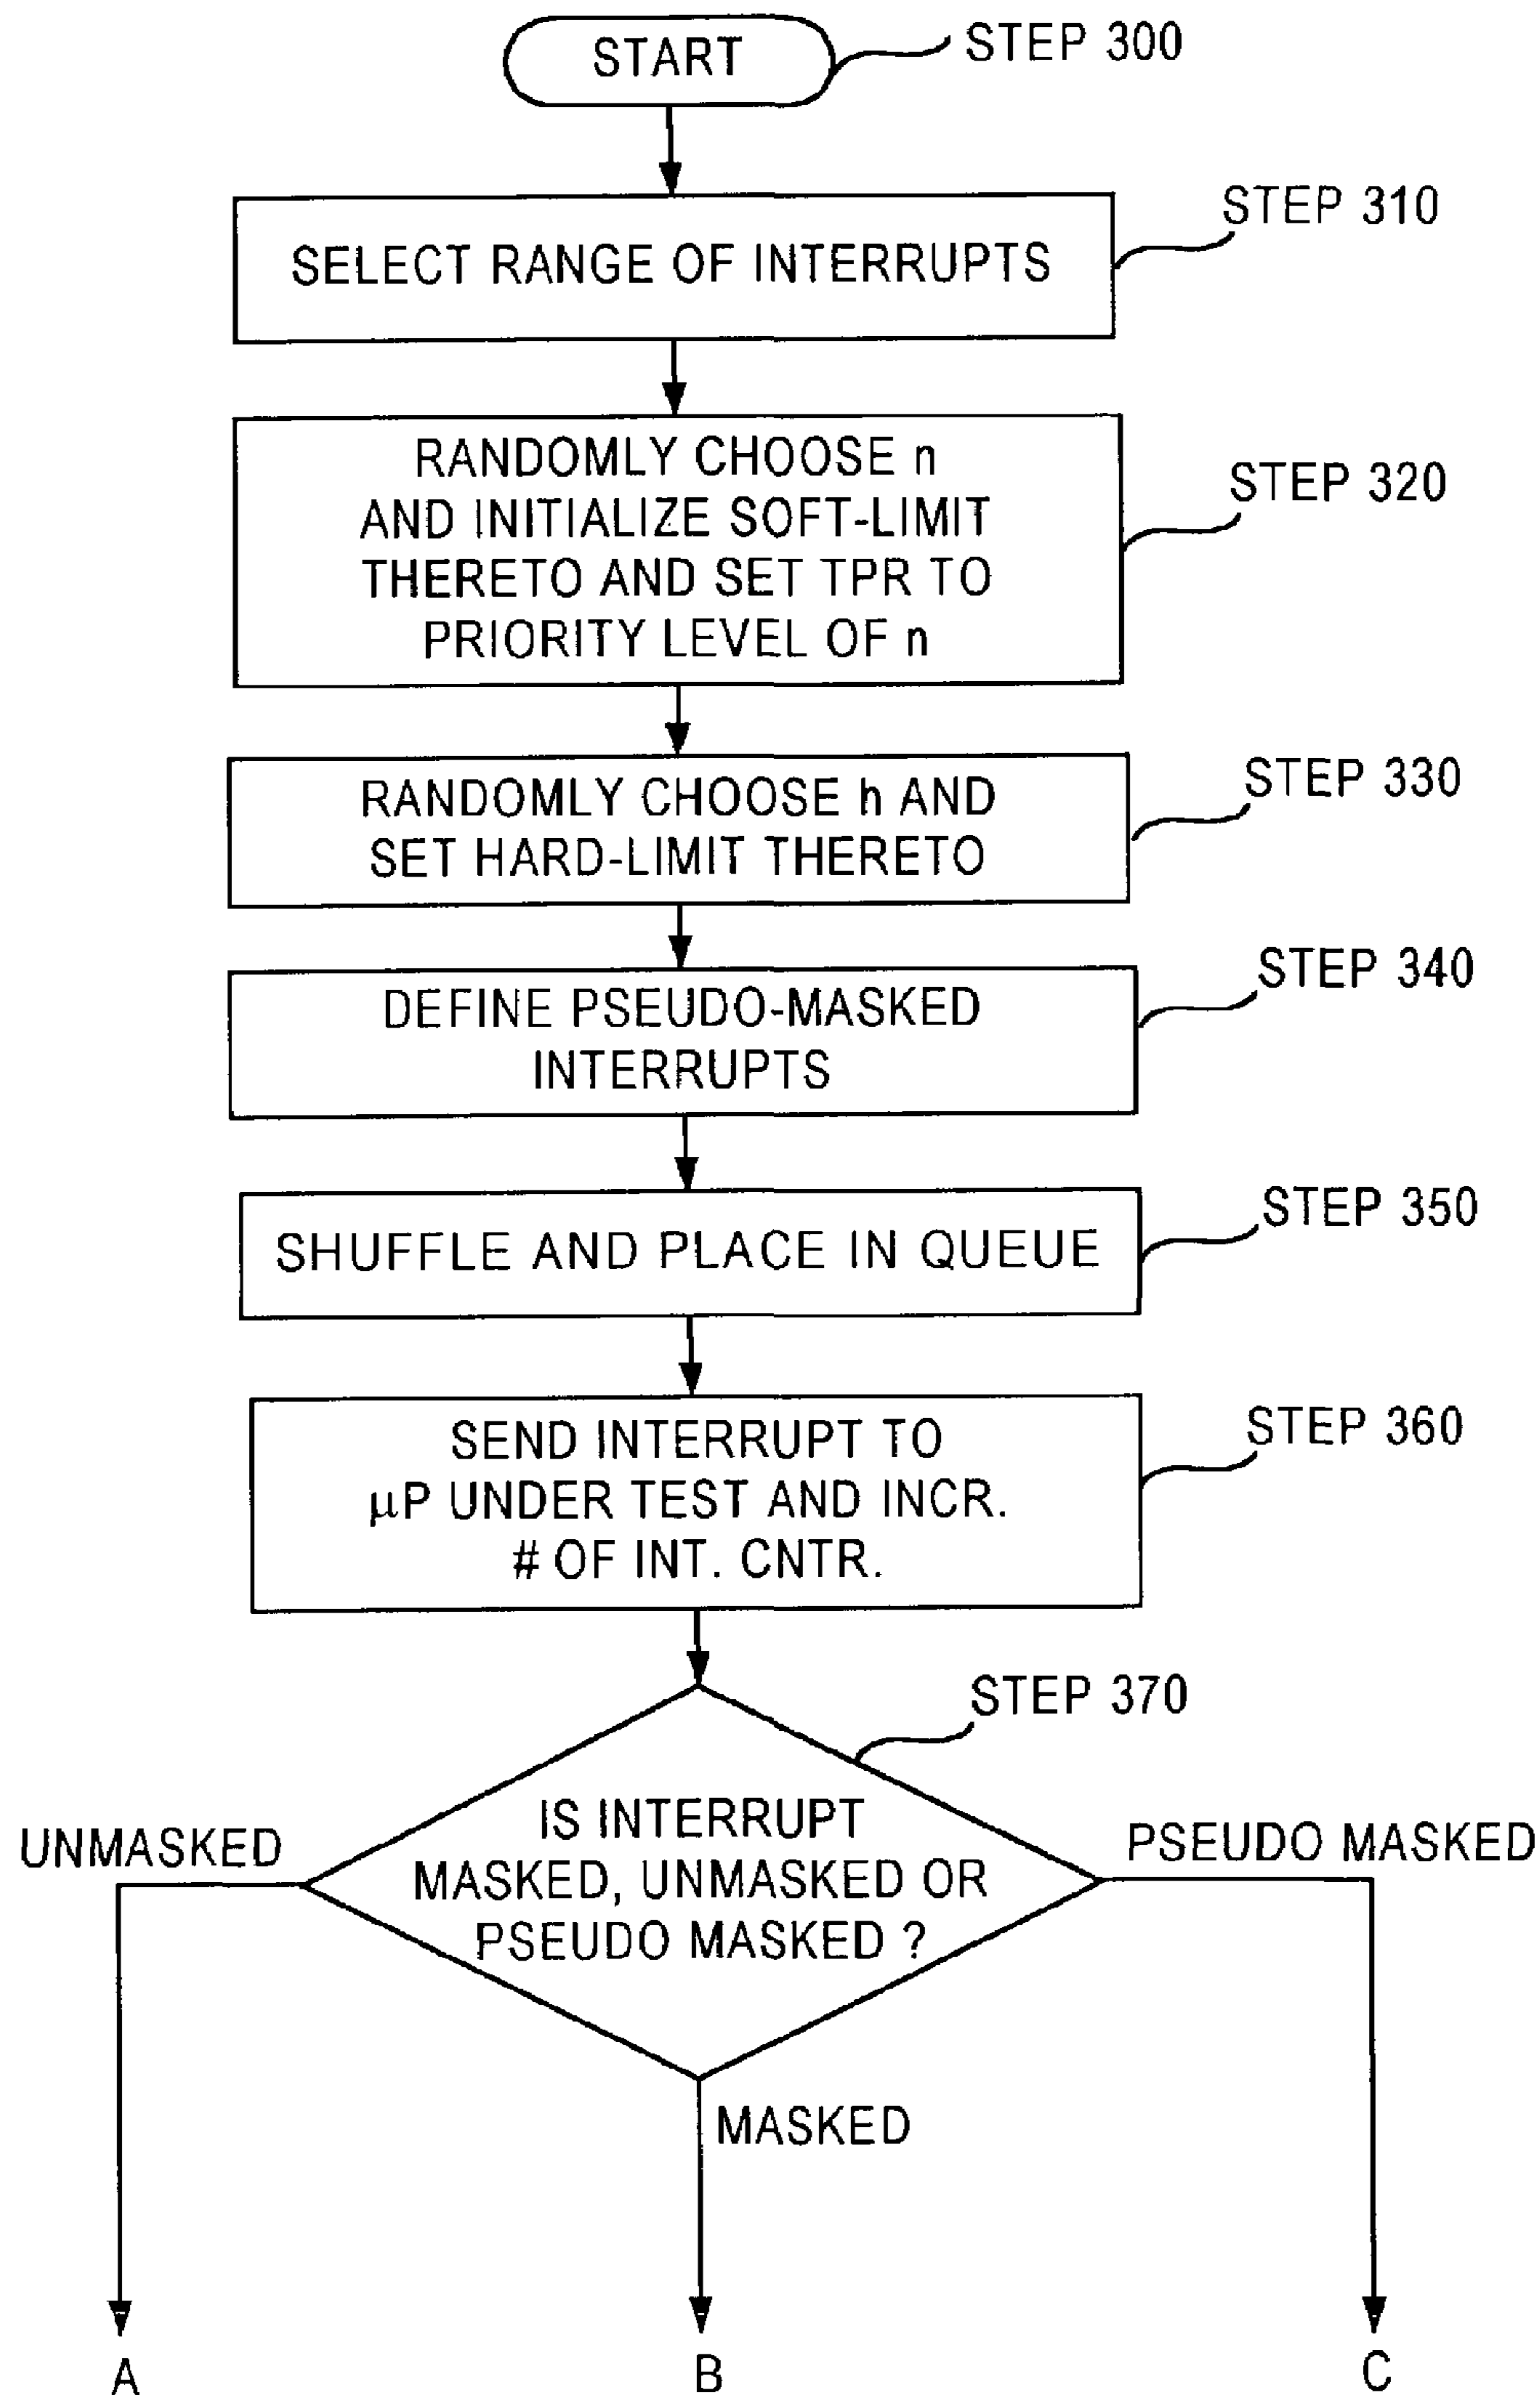 START
STEP 300
SELECT RANGE OF INTERRUPTS
STEP 310
RANDOMLY CHOOSE n
AND INITIALIZE SOFT-LIMIT
THERETO AND SET TPR TO
PRIORITY LEVEL OF n
STEP 320
RANDOMLY CHOOSE h AND
SET HARD-LIMIT THERETO
STEP 330
DEFINE PSEUDO-MASKED
INTERRUPTS
STEP 340
SHUFFLE AND PLACE IN QUEUE
STEP 350
SEND INTERRUPT TO
µP UNDER TEST AND INCR.
# OF INT. CNTR.
STEP 360
STEP 370
IS INTERRUPT
MASKED, UNMASKED OR
PSEUDO MASKED ?
UNMASKED
PSEUDO MASKED
MASKED
A
B
C